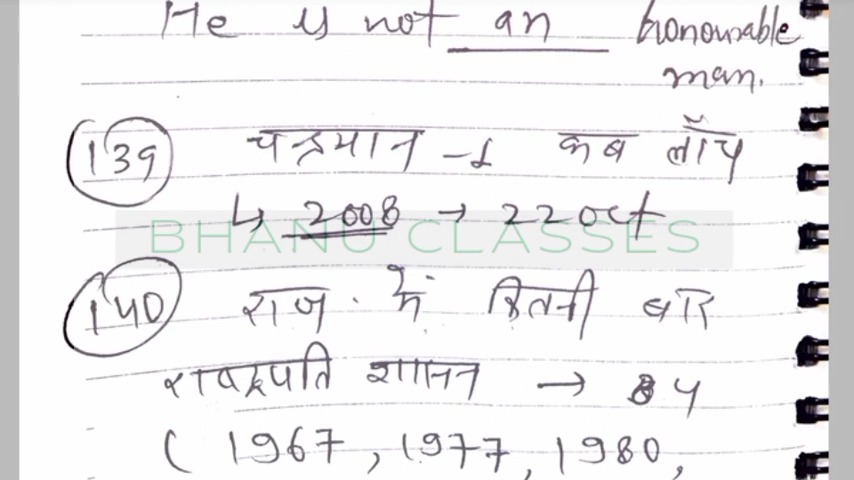 He is not an honourable
man.
139 चन्द्रयान -1 कब लॉच
↳ 2008 → 22 oct
BHANU CLASSES
140 राज. में कितनी बार
राष्ट्रपति शासन → 4
( 1967, 1977, 1980,